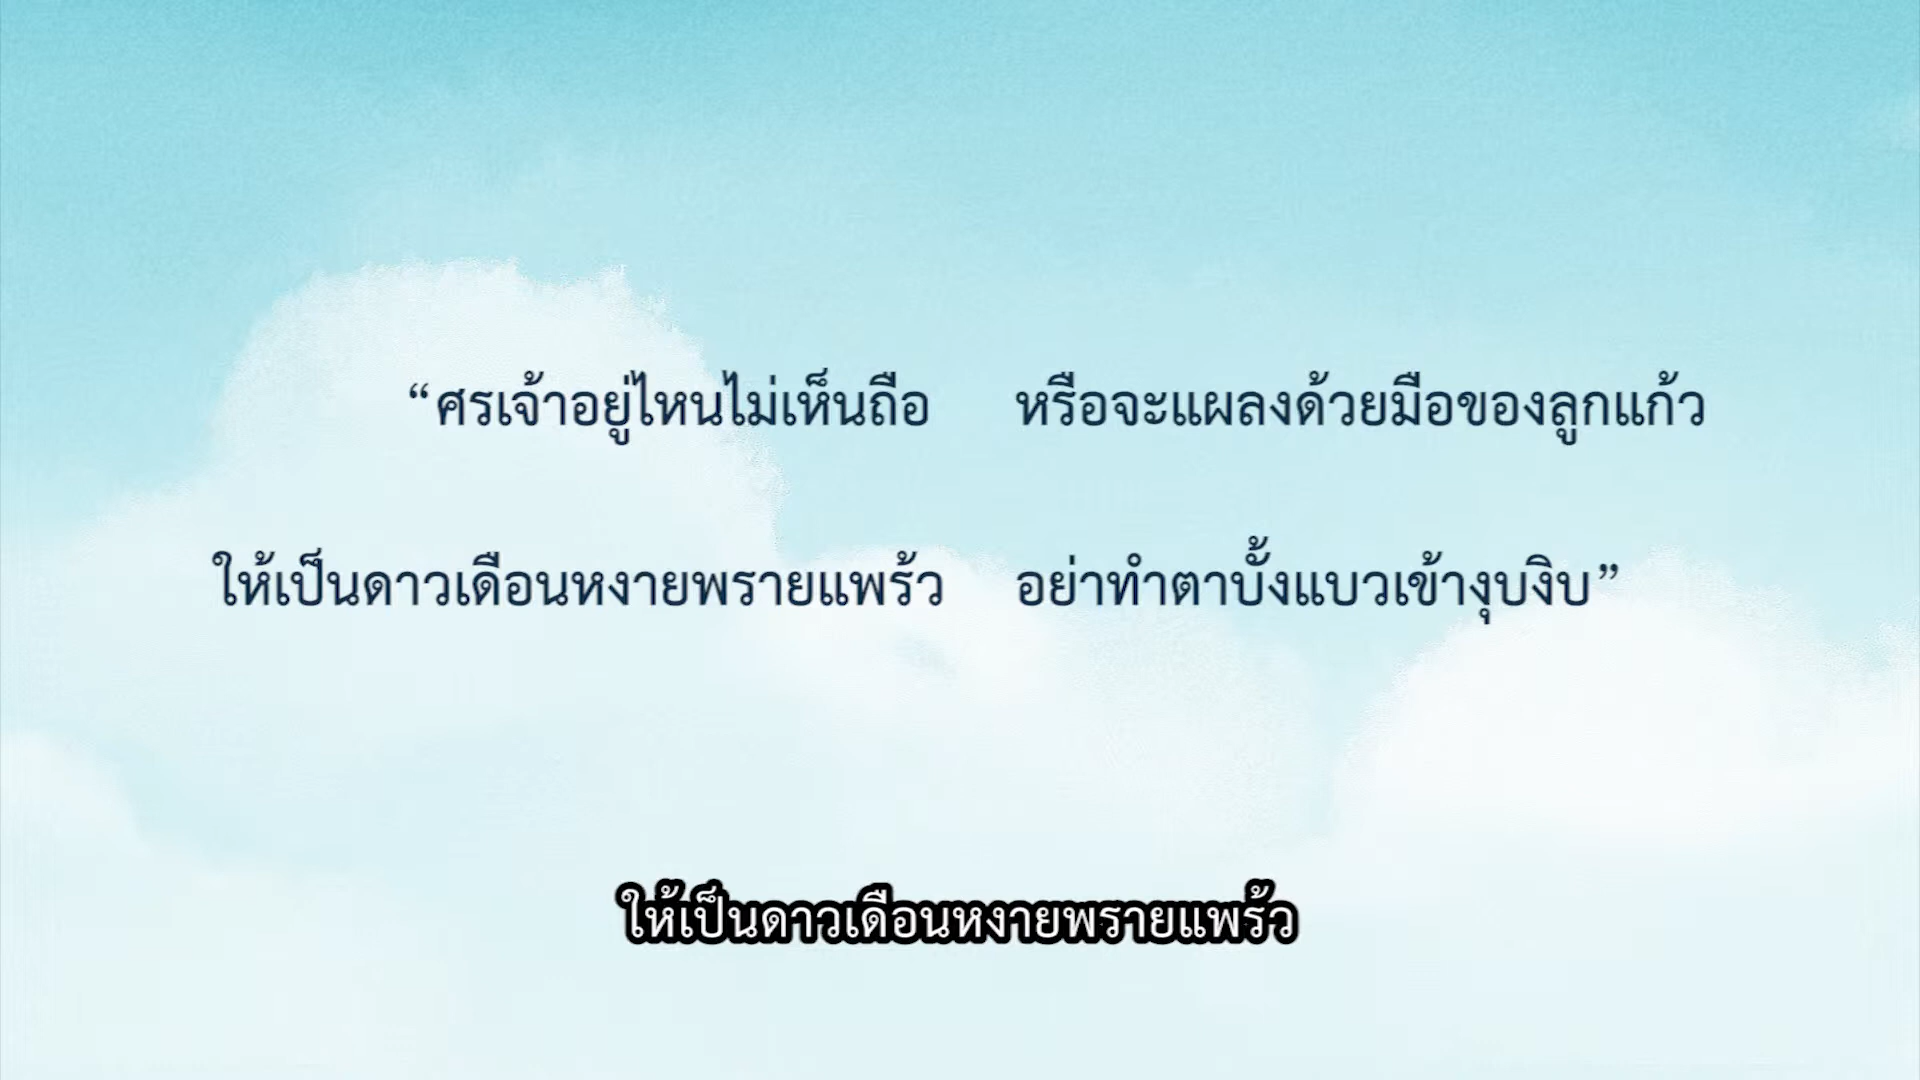 “ศรเจ้าอยู่ไหนไม่เห็นถือ หรือจะแผลงด้วยมือของลูกแก้ว
ให้เป็นดาวเดือนหงายพรายแพร้ว อย่าทำตาบั้งแบวเข้างุบงิบ”
ให้เป็นดาวเดือนหงายพรายแพร้ว